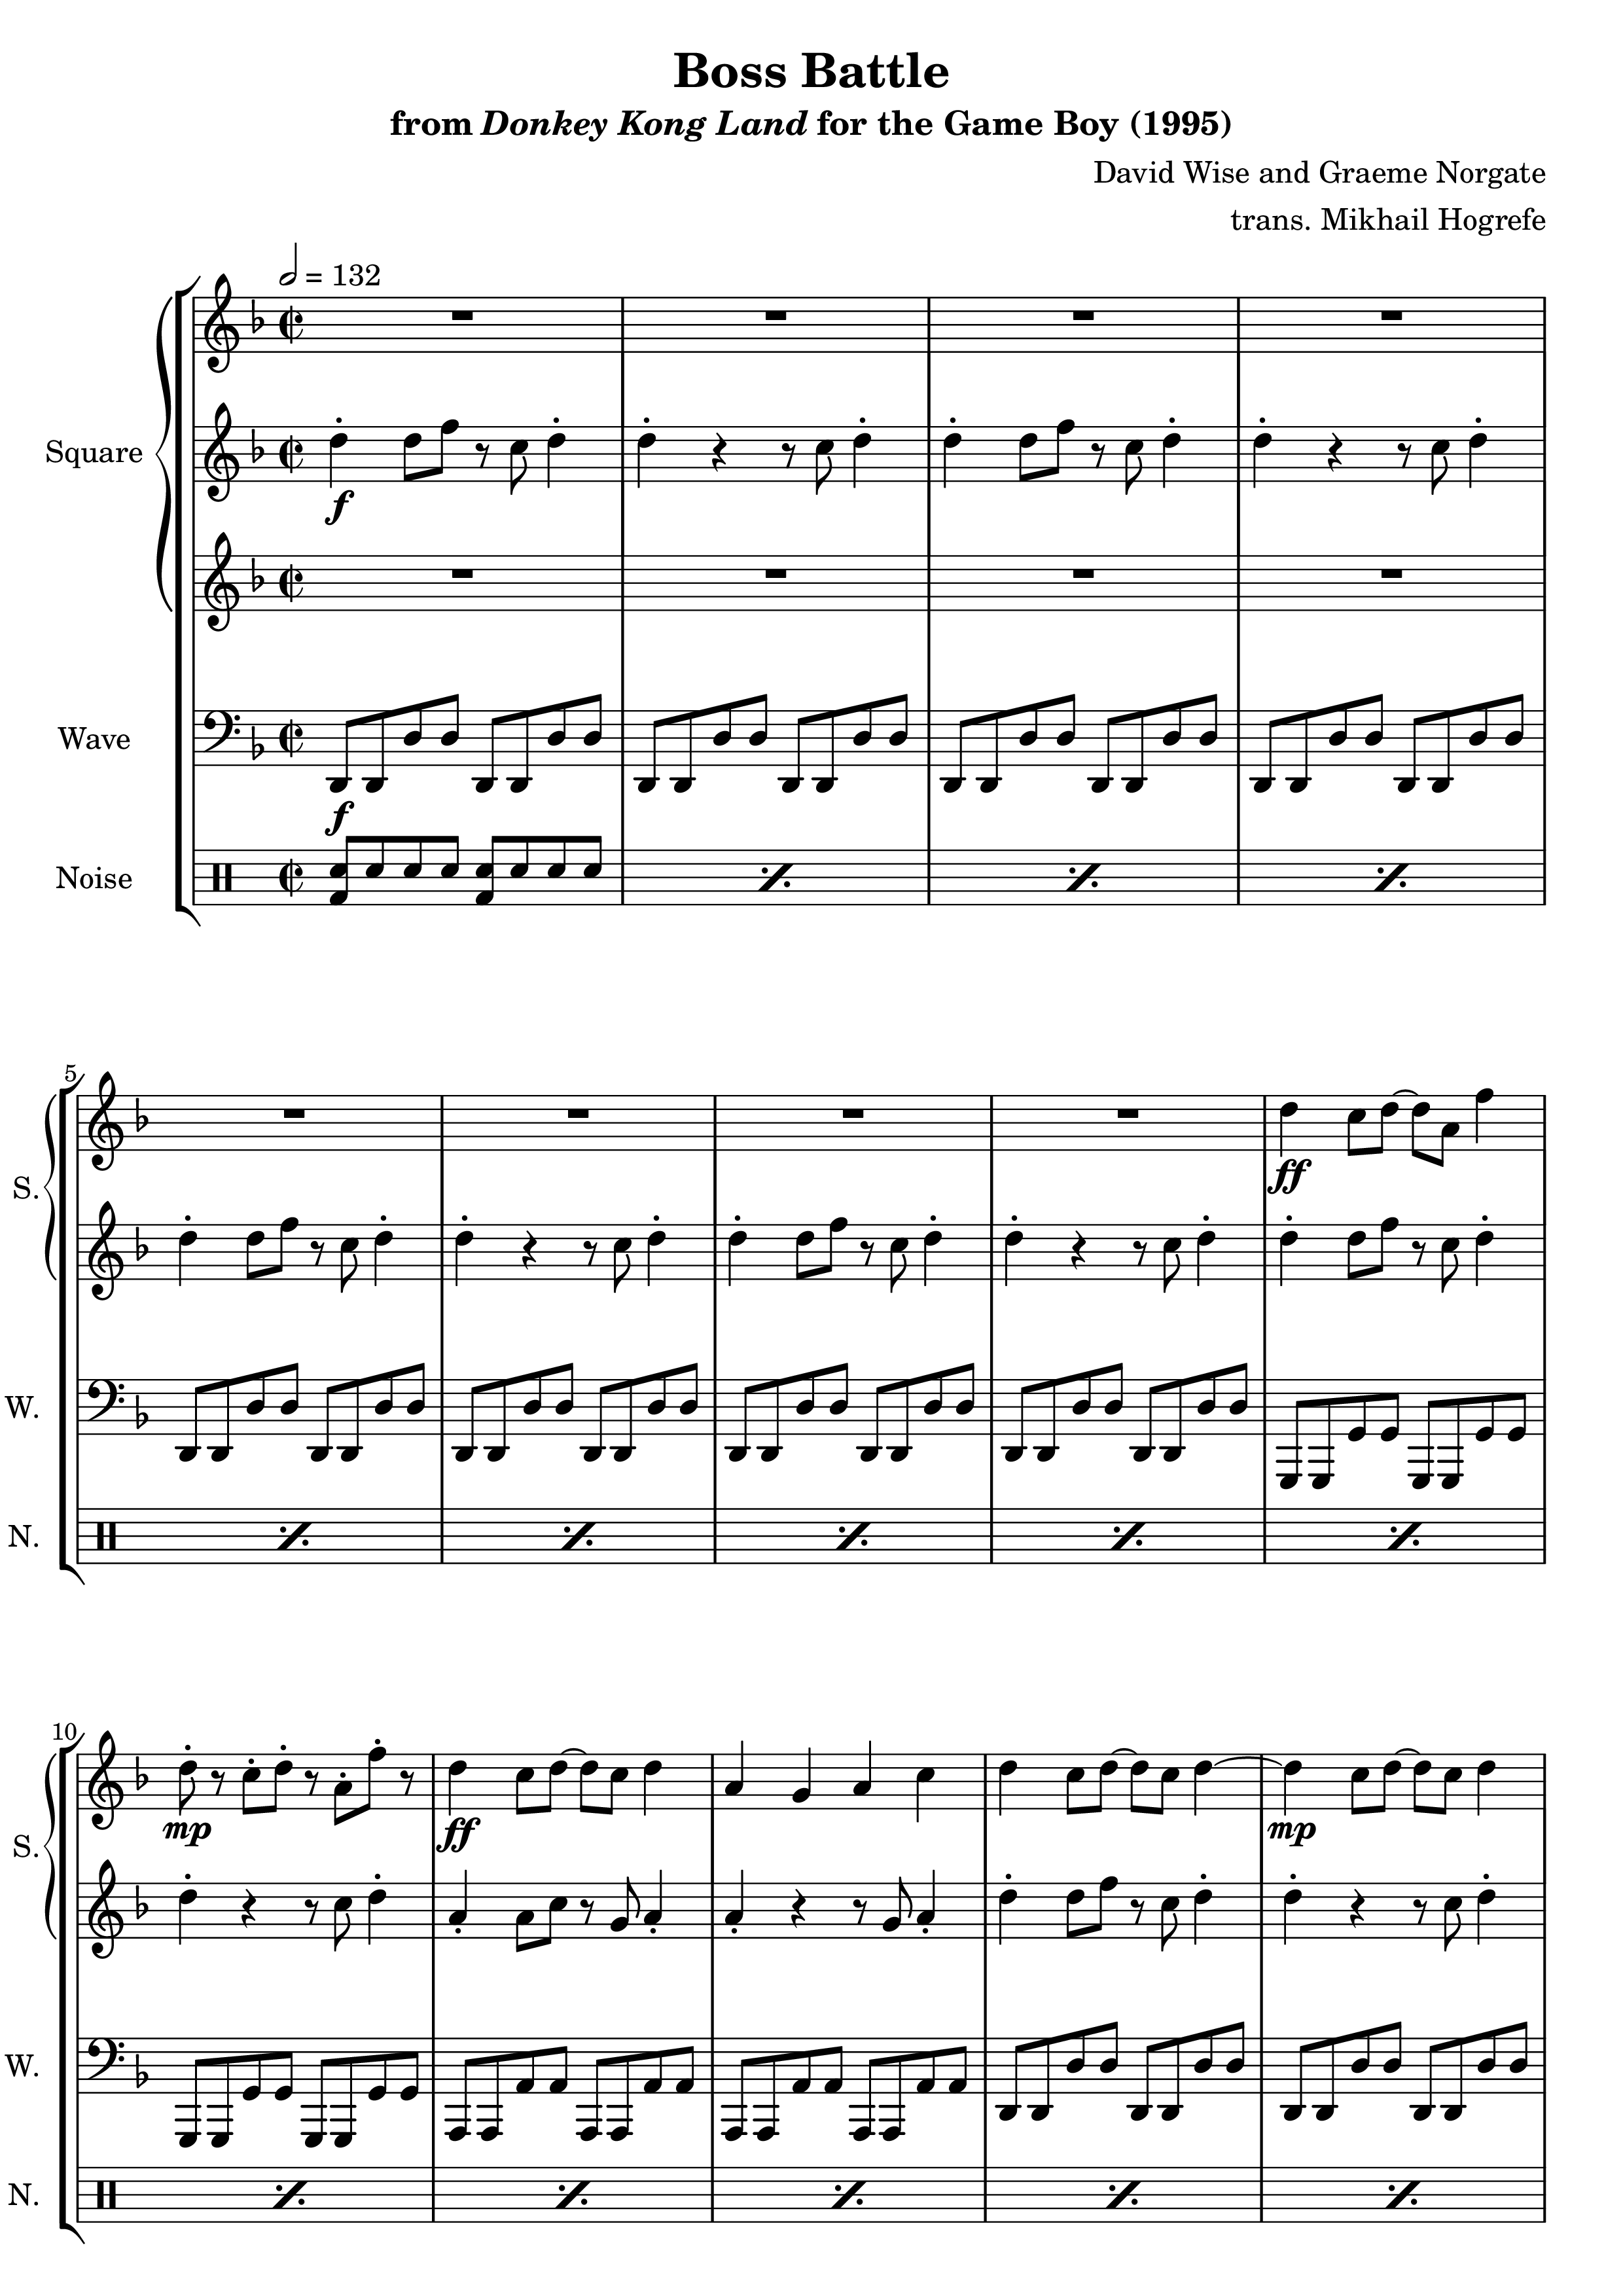 Boss Battle
from Donkey Kong Land for the Game Boy (1995)
David Wise and Graeme Norgate
trans. Mikhail Hogrefe
= 132
Square
f
Wave
f
Noise
5
ff
S.
W.
N.
10
mp
ff
mp
S.
W.
N.